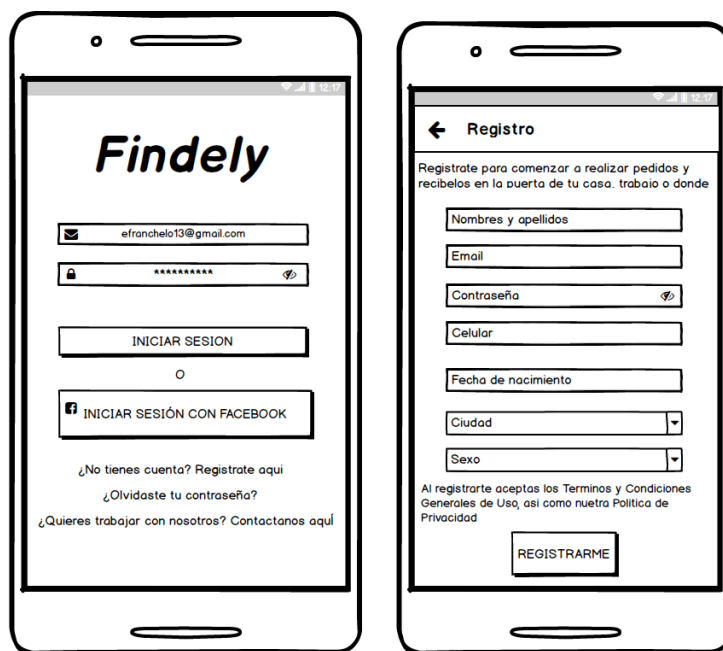 12:17
Findely
efranchelo13@gmail.com
**********
INICIAR SESION
O
INICIAR SESIÓN CON FACEBOOK
¿No tienes cuenta? Registrate aqui
¿Olvidaste tu contraseña?
¿Quieres trabajar con nosotros? Contactanos aquÍ
12:17
Registro
Registrate para comenzar a realizar pedidos y
recibelos en la puerta de tu casa, trabajo o donde
Nombres y apellidos
Email
Contraseña
Celular
Fecha de nacimiento
Ciudad
Sexo
Al registrarte aceptas los Terminos y Condiciones
Generales de Uso, asi como nuetra Politica de
Privacidad
REGISTRARME